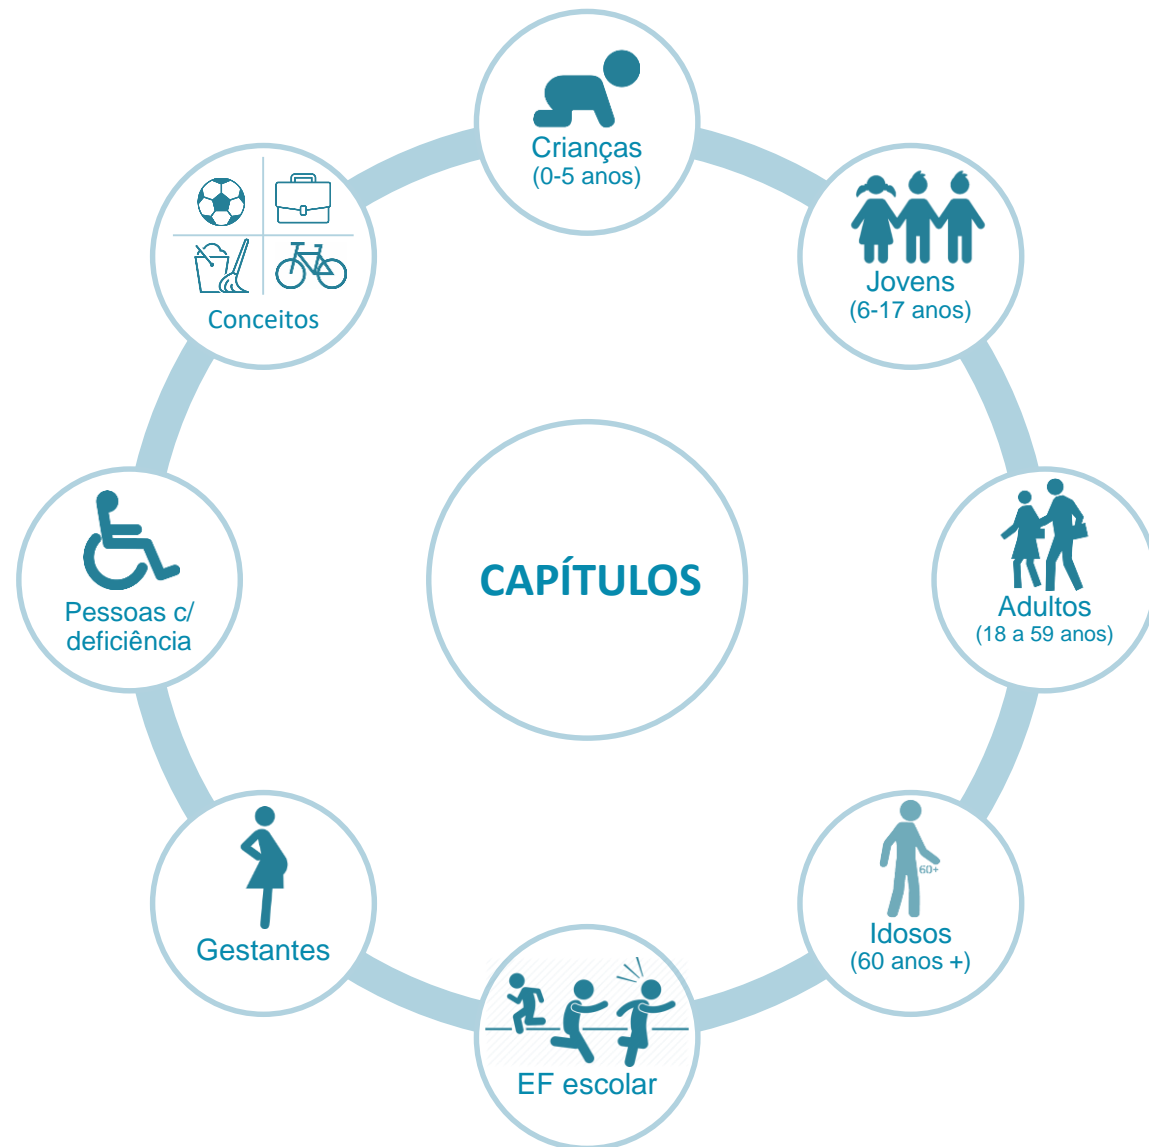 Crianças
(0-5 anos)
Jovens
(6-17 anos)
Conceitos
CAPÍTULOS
Adultos
(18 a 59 anos)
Pessoas c/
deficiência
60+
Idosos
(60 anos +)
Gestantes
EF escolar